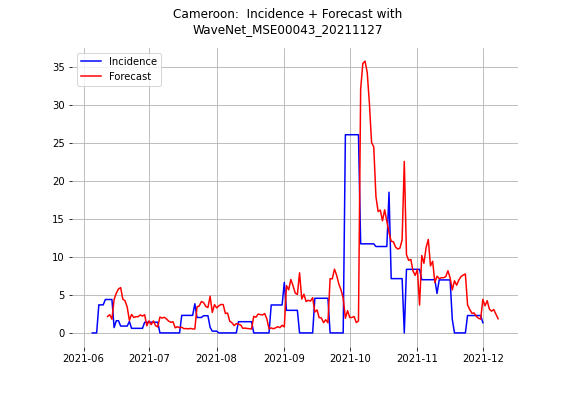 Cameroon:  Incidence + Forecast with
WaveNet_MSE00043_20211127
Incidence
Forecast
35
30
25
20
15
10
5
0
2021-06 2021-07 2021-08 2021-09 2021-10 2021-11 2021-12